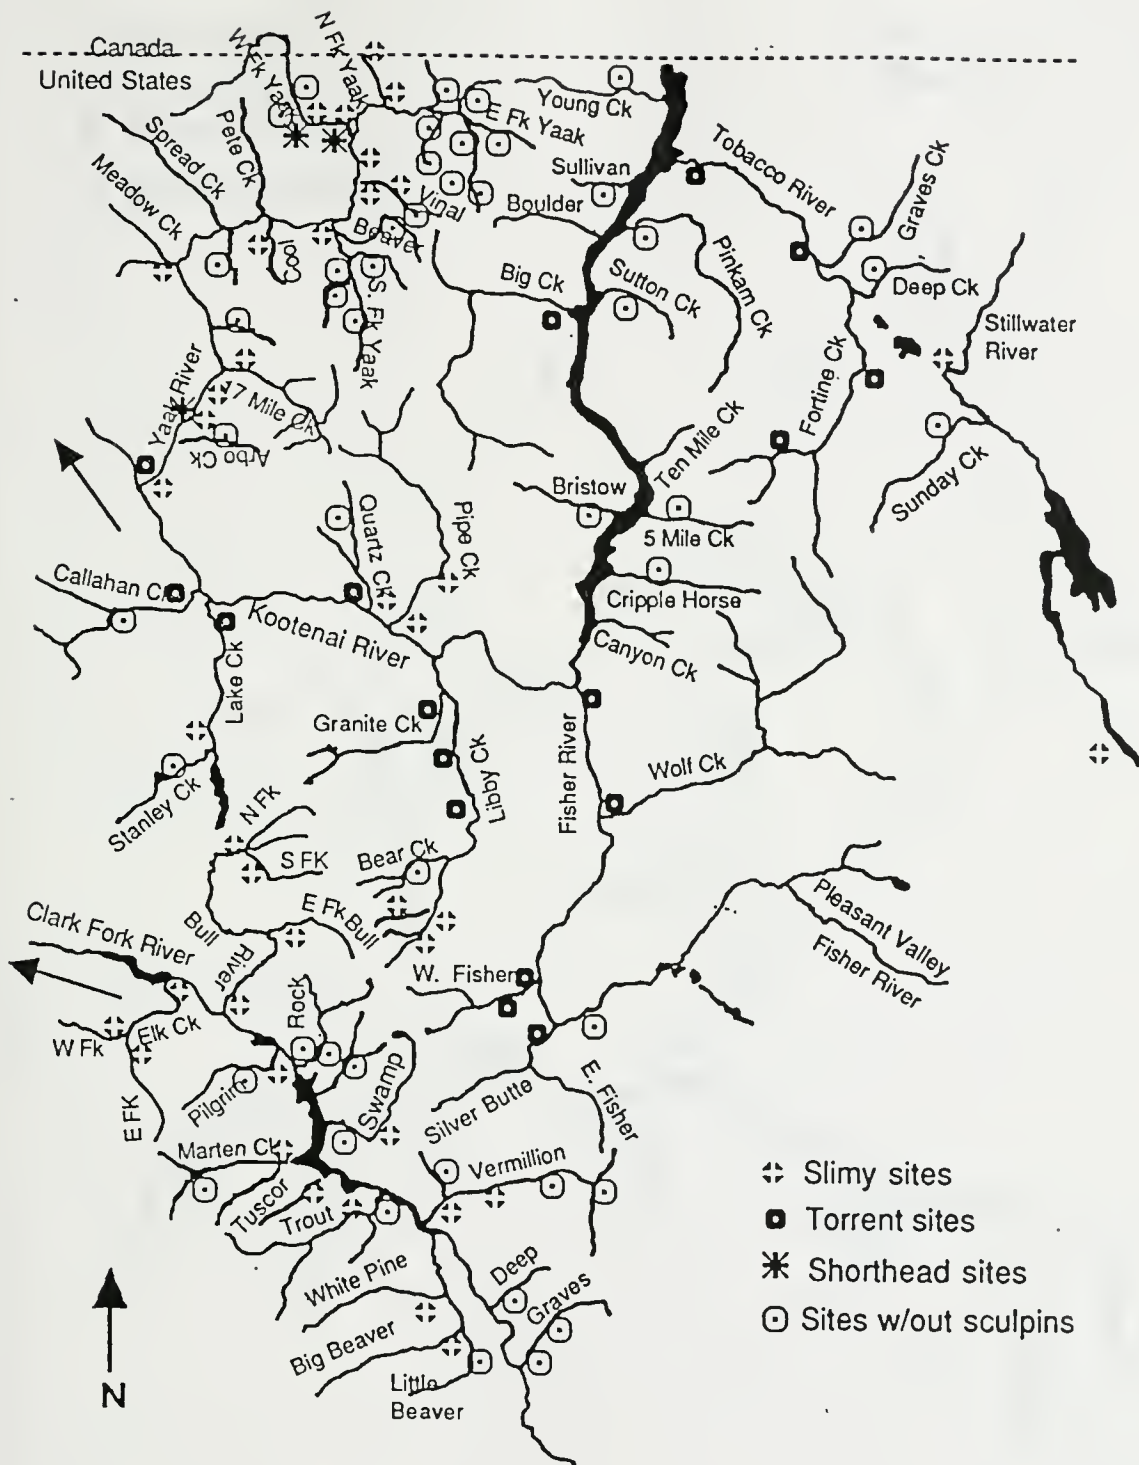 Canada
United States
W. Fk Yaak
N Fk Yaak
Young Ck
E Fk Yaak
Pete Ck
Spread Ck
Meadow Ck
Sullivan
Tobacco River
Graves Ck
Vinal
Boulder
Beaver
Cool
Big Ck
Sutton Ck
Pinkam Ck
Deep Ck
S. Fk Yaak
Stillwater
River
Yaak River
17 Mile Ck
Arbo Ck
Fortine Ck
Ten Mile Ck
Sunday Ck
Bristow
Quartz Ck
Pipe Ck
5 Mile Ck
Callahan Ck
Cripple Horse
Kootenai River
Canyon Ck
Lake Ck
Granite Ck
Libby Ck
Fisher River
Wolf Ck
Stanley Ck
N Fk
S FK
Bear Ck
E Fk Bull
Pleasant Valley
Fisher River
Clark Fork River
Bull
River
W. Fisher
Rock
Elk Ck
W Fk
E FK
Pilgrim
Swamp
Silver Butte
E. Fisher
Marten Ck
Vermillion
Tuscor
Trout
White Pine
Deep
Graves
Big Beaver
Little
Beaver
N
Slimy sites
Torrent sites
Shorthead sites
Sites w/out sculpins